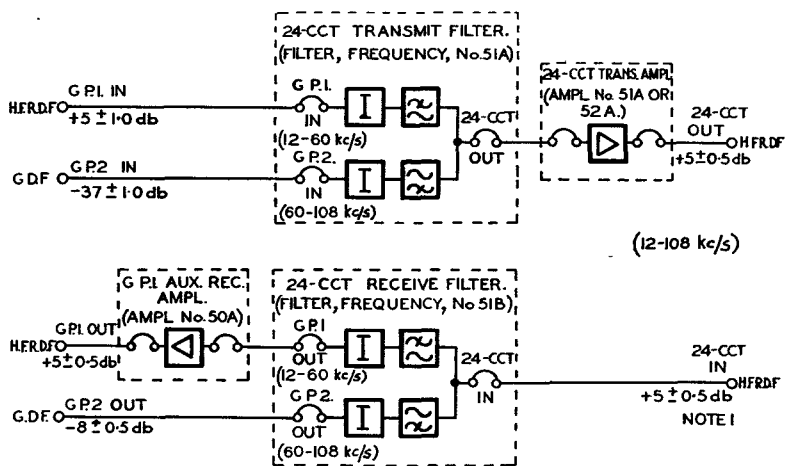 24-CCT TRANSMIT FILTER.
(FILTER, FREQUENCY, No.51A)
24-CCT TRANS. AMPL
(AMPL No. 51A OR
52A.)
G P.1. IN
H.F.R.D.F
+5 ± 1·0 db
G P.1.
IN
I
(12-60 kc/s)
24-CCT
OUT
24-CCT
OUT
H.F.R.D.F
+5±0·5 db
G.P.2 IN
G.D.F
-37 ± 1·0 db
G.P.2.
IN
I
(60-108 kc/s)
(12-108 kc/s)
G P.1 AUX. REC.
AMPL.
(AMPL No. 50A)
24-CCT RECEIVE FILTER.
(FILTER, FREQUENCY, No 51B)
G.P.1 OUT
H.F.R.D.F
+5±0·5db
G P.1
OUT
I
(12-60 kc/s)
24-CCT
IN
24-CCT
IN
H.F.R.D.F
+5±0·5 db
NOTE 1
G.P.2 OUT
G.D.F.
-8 ± 0·5 db
G P 2.
OUT
I
(60-108 kc/s)